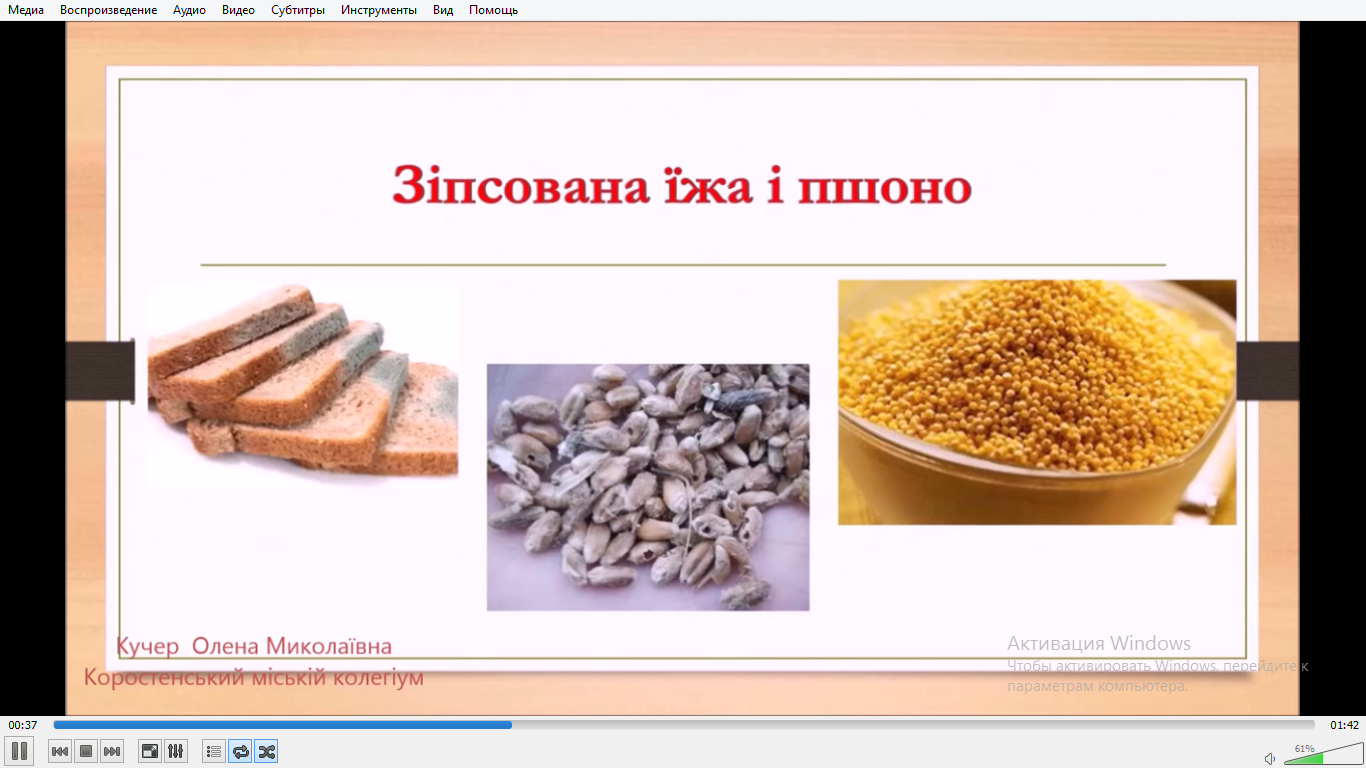 Медиа Воспроизведение Аудио Видео Субтитры Инструменты Вид Помощь
Зіпсована їжа і пшоно
Кучер Олена Миколаївна
Коростенський міській колегіум
Активация Windows
Чтобы активировать Windows, перейдите к
параметрам компьютера.
00:37 01:42
61%